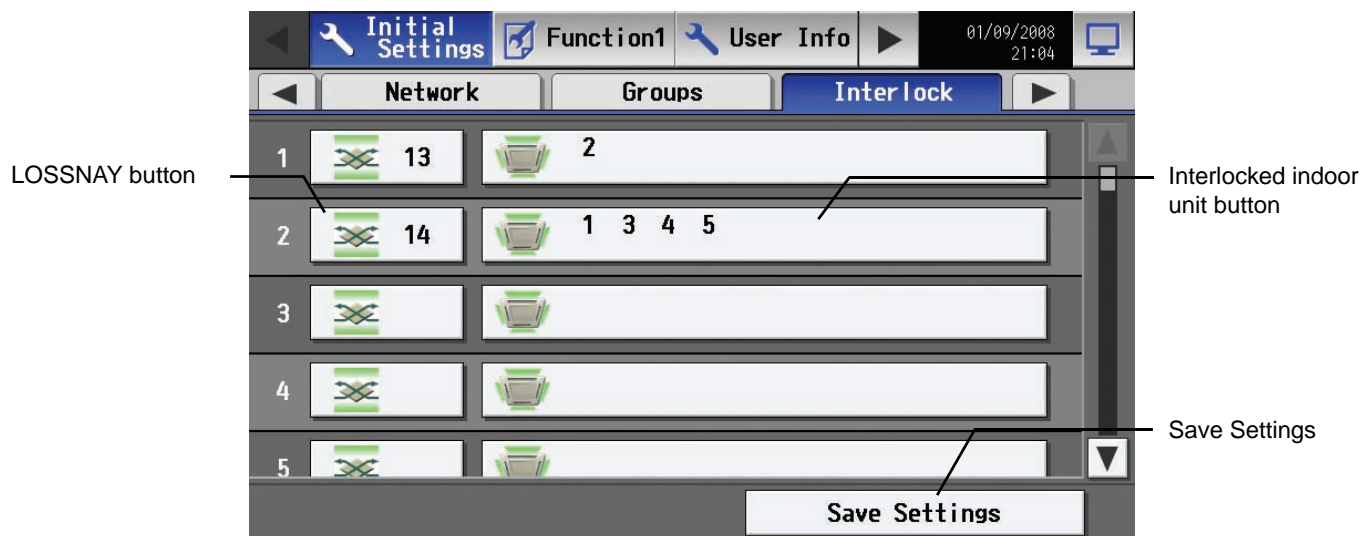 Initial Settings Function1 User Info 01/09/2008
21:04
Network Groups Interlock
1 13 2
LOSSNAY button
Interlocked indoor unit button
2 14 1 3 4 5
3
4
Save Settings
5
Save Settings